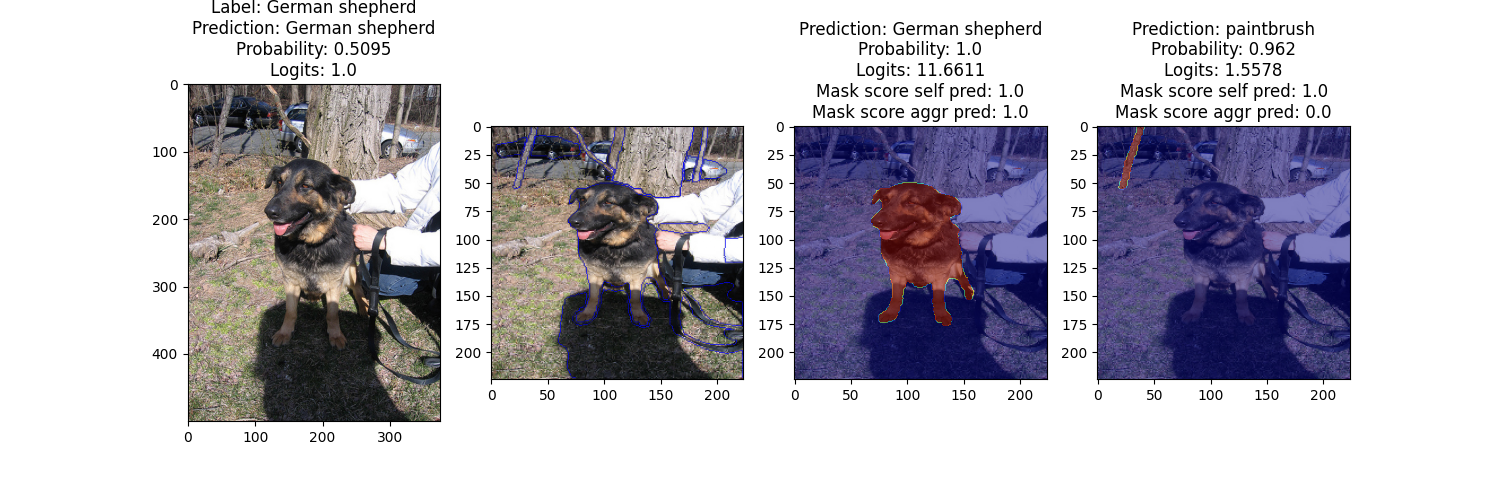 Label: German shepherd
Prediction: German shepherd
Probability: 0.5095
Logits: 1.0
0
100
200
300
400
0 100 200 300
0
25
50
75
100
125
150
175
200
0 50 100 150 200
Prediction: German shepherd
Probability: 1.0
Logits: 11.6611
Mask score self pred: 1.0
Mask score aggr pred: 1.0
0
25
50
75
100
125
150
175
200
0 50 100 150 200
Prediction: paintbrush
Probability: 0.962
Logits: 1.5578
Mask score self pred: 1.0
Mask score aggr pred: 0.0
0
25
50
75
100
125
150
175
200
0 50 100 150 200